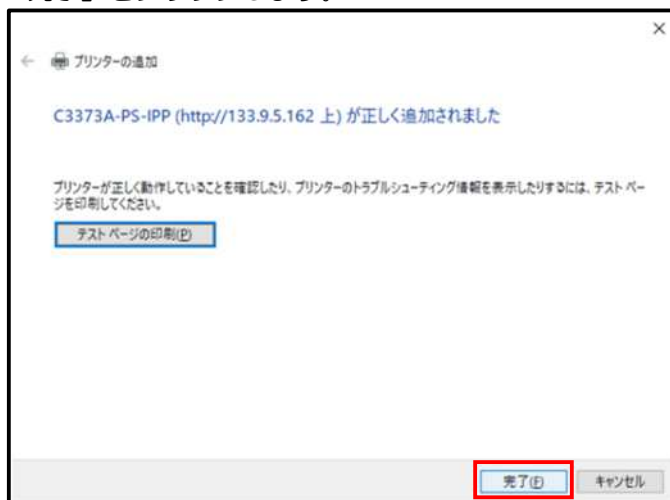 プリンターの追加
C3373A-PS-IPP (http://133.9.5.162 上) が正しく追加されました
プリンターが正しく動作していることを確認したり、プリンターのトラブルシューティング情報を表示したりするには、テスト ペー
ジを印刷してください。
テスト ページの印刷(P)
完了(F)
キャンセル